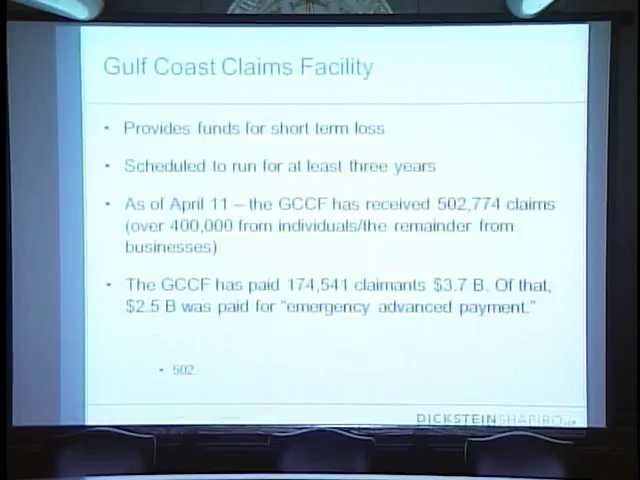 Gulf Coast Claims Facility
• Provides funds for short term loss
• Scheduled to run for at least three years
• As of April 11 – the GCCF has received 502,774 claims
(over 400,000 from individuals/the remainder from
businesses)
• The GCCF has paid 174,541 claimants $3.7 B. Of that,
$2.5 B was paid for "emergency advanced payment."
• 502
DICKSTEINSHAPIRO